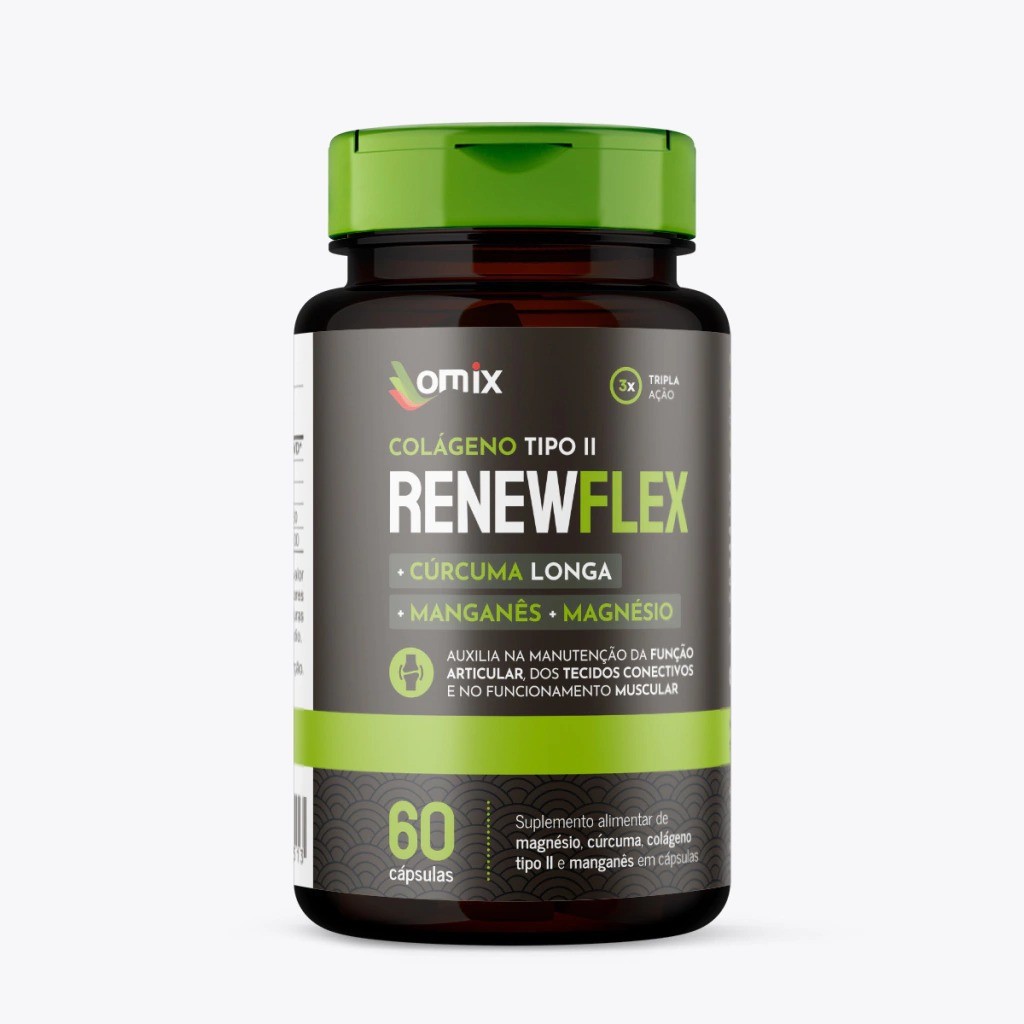 omix
3x
TRIPLA
AÇÃO
COLÁGENO TIPO II
RENEWFLEX
+ CÚRCUMA LONGA
+ MANGANÊS + MAGNÉSIO
AUXILIA NA MANUTENÇÃO DA FUNÇÃO
ARTICULAR, DOS TECIDOS CONECTIVOS
E NO FUNCIONAMENTO MUSCULAR
60
cápsulas
Suplemento alimentar de
magnésio, cúrcuma, colágeno
tipo II e manganês em cápsulas